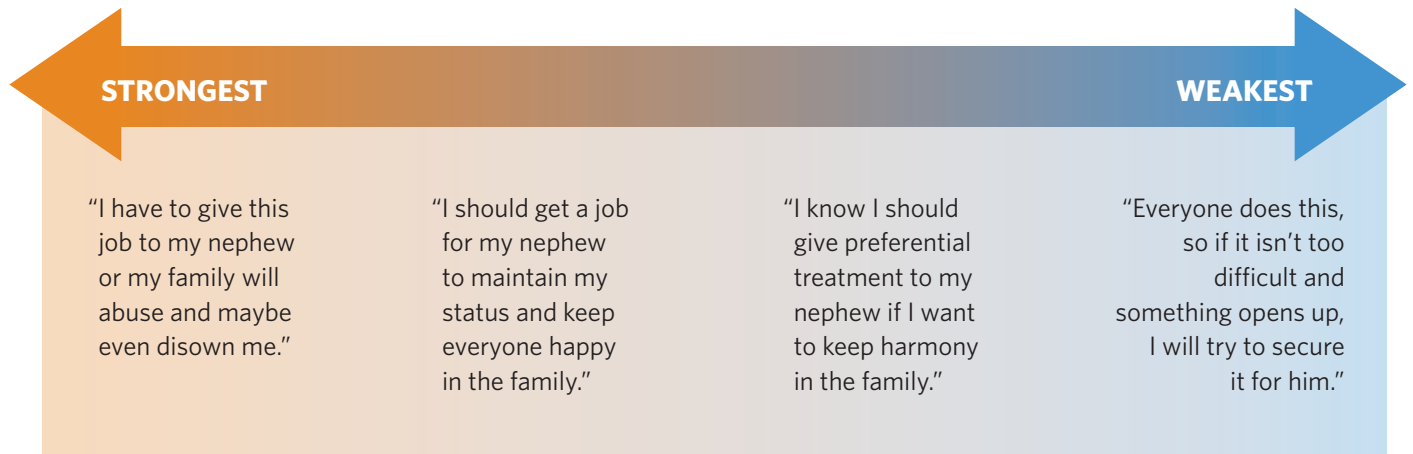 STRONGEST
WEAKEST
“I have to give this
job to my nephew
or my family will
abuse and maybe
even disown me.”
“I should get a job
for my nephew
to maintain my
status and keep
everyone happy
in the family.”
“I know I should
give preferential
treatment to my
nephew if I want
to keep harmony
in the family.”
“Everyone does this,
so if it isn’t too
difficult and
something opens up,
I will try to secure
it for him.”